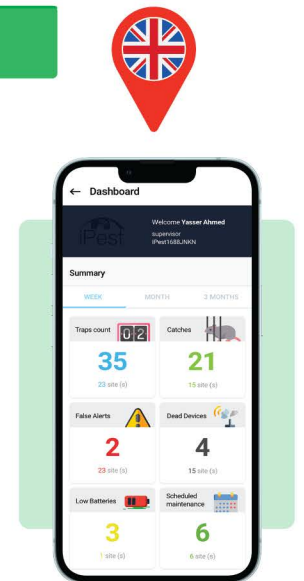 ← Dashboard
iPest
Welcome Yasser Ahmed
supervisor
iPest1688JNKN
Summary
WEEK MONTH 3 MONTHS
Traps count
02
Catches
35
21
23 site (s)
15 site (s)
False Alerts
Dead Devices
2
4
23 site (s)
15 site (s)
Low Batteries
Scheduled
maintenance
3
6
1 site (s)
6 site (s)